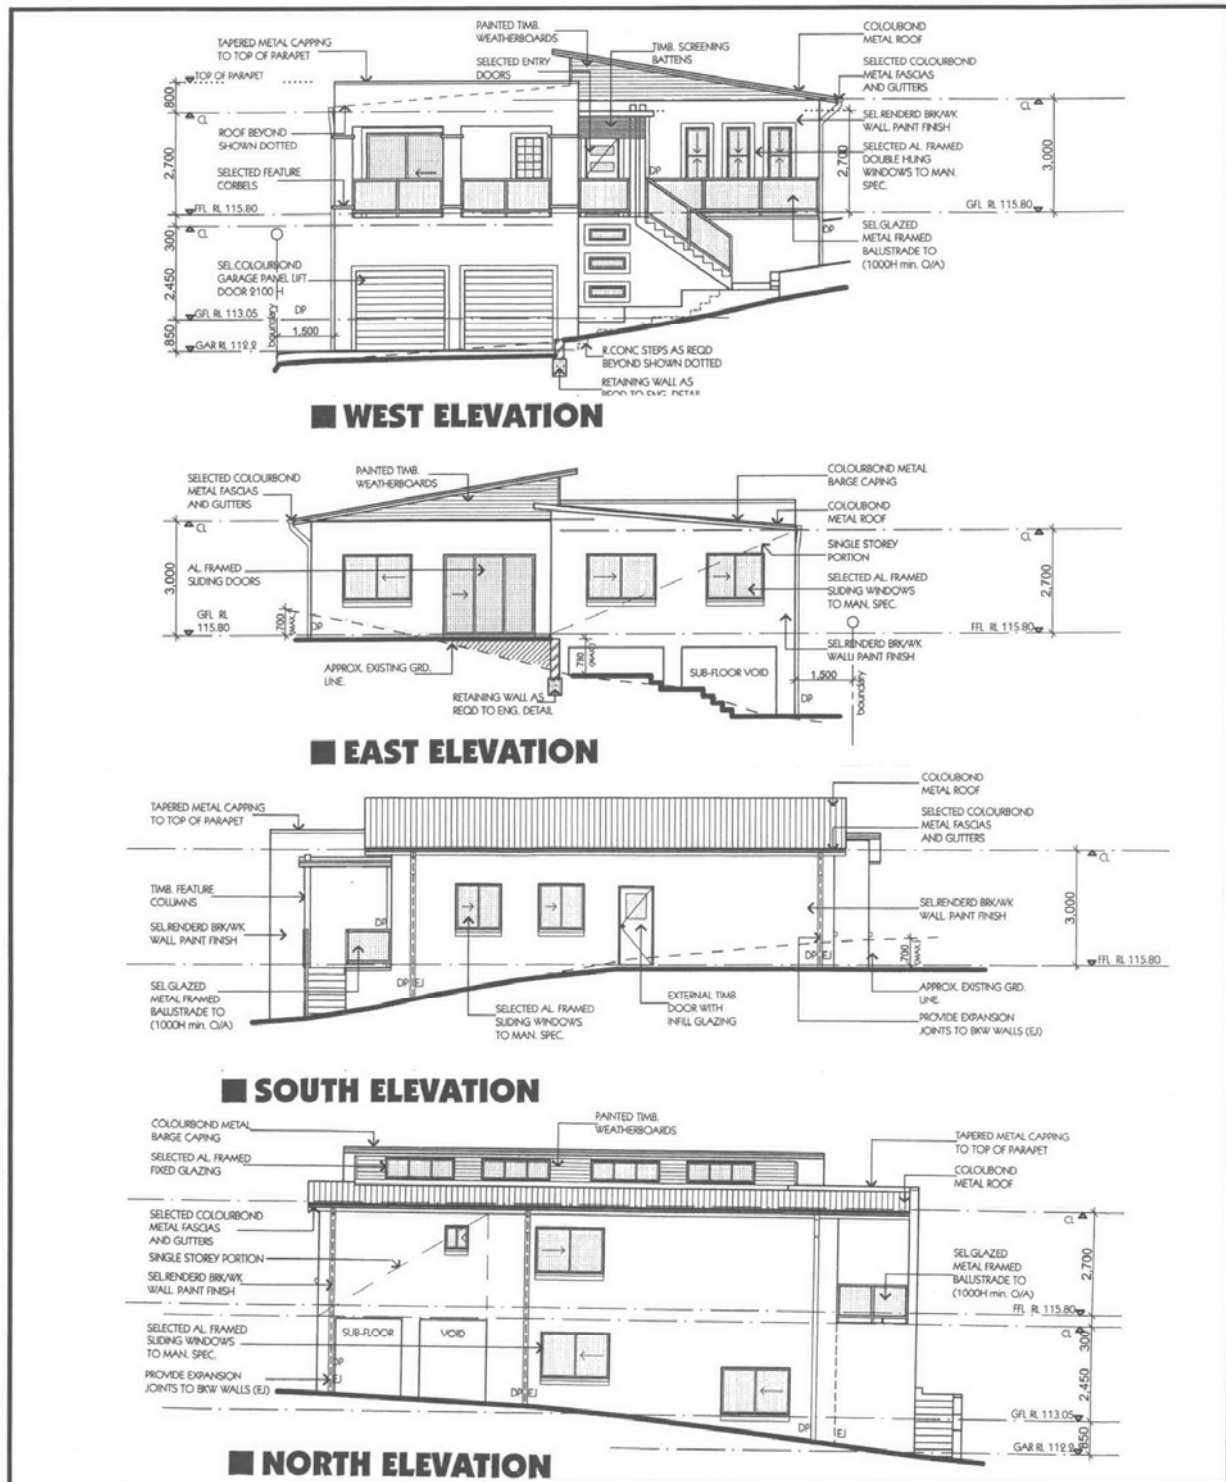 PAINTED TIMB.
WEATHERBOARDS
COLOUBOND
METAL ROOF
TAPERED METAL CAPPING
TO TOP OF PARAPET
TIMB. SCREENING
BATTENS
SELECTED ENTRY
DOORS
SELECTED COLOURBOND
METAL FASCIAS
AND GUTTERS
TOP OF PARAPET
800
CL
CL
ROOF BEYOND
SHOWN DOTTED
SEL.RENDERD BRK/WK
WALL. PAINT FINISH
2,700
2,700
3,000
SELECTED AL. FRAMED
DOUBLE HUNG
WINDOWS TO MAN.
SPEC.
SELECTED FEATURE
CORBELS
DP
FFL RL 115.80
GFL RL 115.80
300
CL
DP
SEL.GLAZED
METAL FRAMED
BALUSTRADE TO
(1000H min. O/A)
SEL.COLOUBOND
GARAGE PANEL LIFT
DOOR 2100 H
2,450
GFL RL 113.05
DP
boundary
1,500
850
GAR RL 112.2
R.CONC STEPS AS REQD
BEYOND SHOWN DOTTED
RETAINING WALL AS
REQD TO ENG. DETAIL
WEST ELEVATION
SELECTED COLOURBOND
METAL FASCIAS
AND GUTTERS
PAINTED TIMB.
WEATHERBOARDS
COLOURBOND METAL
BARGE CAPING
COLOUBOND
METAL ROOF
CL
CL
SINGLE STOREY
PORTION
3,000
AL. FRAMED
SLIDING DOORS
SELECTED AL. FRAMED
SLIDING WINDOWS
TO MAN. SPEC.
2,700
GFL RL
115.80
700
(MAX.)
DP
FFL RL 115.80
APPROX. EXISTING GRD.
LINE.
780
(MAX.)
SUB-FLOOR VOID
SEL.RENDERD BRK/WK
WALL. PAINT FINISH
1,500
DP
boundary
RETAINING WALL AS
REQD TO ENG. DETAIL
EAST ELEVATION
COLOUBOND
METAL ROOF
TAPERED METAL CAPPING
TO TOP OF PARAPET
SELECTED COLOURBOND
METAL FASCIAS
AND GUTTERS
CL
TIMB. FEATURE
COLUMNS
SEL.RENDERD BRK/WK
WALL. PAINT FINISH
DP
SEL.RENDERD BRK/WK
WALL. PAINT FINISH
3,000
700
(MAX.)
DP EJ
FFL RL 115.80
SEL.GLAZED
METAL FRAMED
BALUSTRADE TO
(1000H min. O/A)
DP EJ
SELECTED AL. FRAMED
SLIDING WINDOWS
TO MAN. SPEC.
EXTERNAL TIMB.
DOOR WITH
INFILL GLAZING
APPROX. EXISTING GRD.
LINE.
PROVIDE EXPANSION
JOINTS TO BKW WALLS (EJ)
SOUTH ELEVATION
COLOURBOND METAL
BARGE CAPING
PAINTED TIMB.
WEATHERBOARDS
TAPERED METAL CAPPING
TO TOP OF PARAPET
SELECTED AL. FRAMED
FIXED GLAZING
COLOUBOND
METAL ROOF
SELECTED COLOURBOND
METAL FASCIAS
AND GUTTERS
CL
SINGLE STOREY PORTION
SEL.GLAZED
METAL FRAMED
BALUSTRADE TO
(1000H min. O/A)
2,700
SEL.RENDERD BRK/WK
WALL. PAINT FINISH
FFL RL 115.80
SELECTED AL. FRAMED
SLIDING WINDOWS
TO MAN. SPEC.
SUB-FLOOR VOID
CL
300
DP
PROVIDE EXPANSION
JOINTS TO BKW WALLS (EJ)
EJ
DP EJ
2,450
GFL RL 113.05
DP
EJ
850
GAR RL 112.2
NORTH ELEVATION